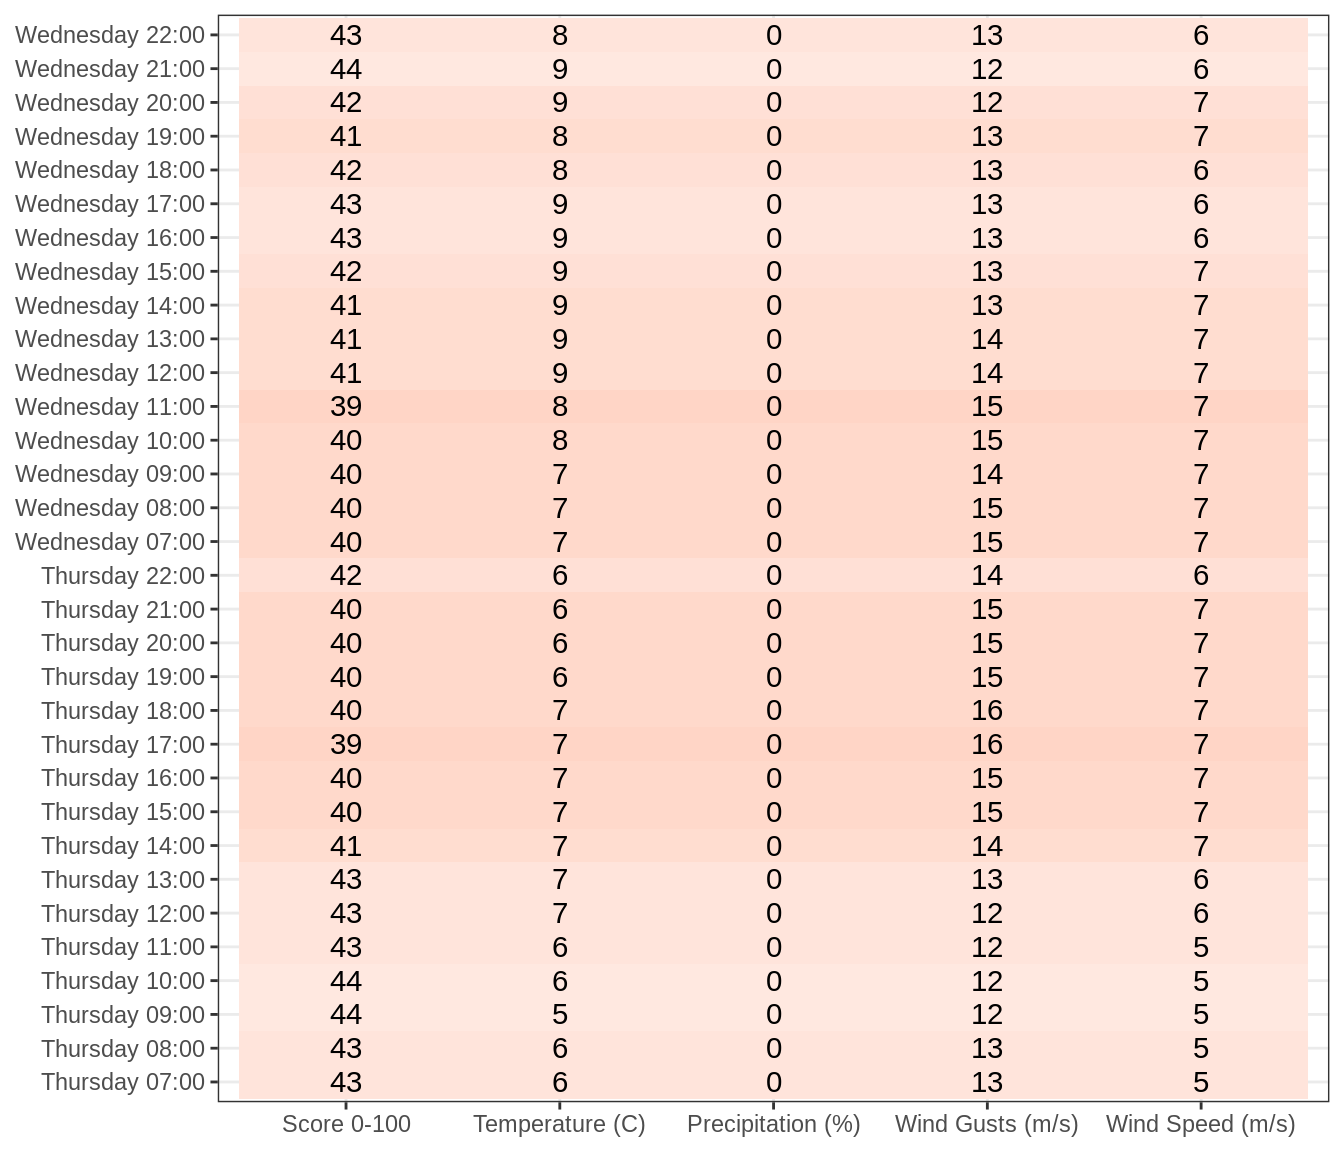 Wednesday 22:00 43 8 0 13 6
Wednesday 21:00 44 9 0 12 6
Wednesday 20:00 42 9 0 12 7
Wednesday 19:00 41 8 0 13 7
Wednesday 18:00 42 8 0 13 6
Wednesday 17:00 43 9 0 13 6
Wednesday 16:00 43 9 0 13 6
Wednesday 15:00 42 9 0 13 7
Wednesday 14:00 41 9 0 13 7
Wednesday 13:00 41 9 0 14 7
Wednesday 12:00 41 9 0 14 7
Wednesday 11:00 39 8 0 15 7
Wednesday 10:00 40 8 0 15 7
Wednesday 09:00 40 7 0 14 7
Wednesday 08:00 40 7 0 15 7
Wednesday 07:00 40 7 0 15 7
Thursday 22:00 42 6 0 14 6
Thursday 21:00 40 6 0 15 7
Thursday 20:00 40 6 0 15 7
Thursday 19:00 40 6 0 15 7
Thursday 18:00 40 7 0 16 7
Thursday 17:00 39 7 0 16 7
Thursday 16:00 40 7 0 15 7
Thursday 15:00 40 7 0 15 7
Thursday 14:00 41 7 0 14 7
Thursday 13:00 43 7 0 13 6
Thursday 12:00 43 7 0 12 6
Thursday 11:00 43 6 0 12 5
Thursday 10:00 44 6 0 12 5
Thursday 09:00 44 5 0 12 5
Thursday 08:00 43 6 0 13 5
Thursday 07:00 43 6 0 13 5
Score 0-100 Temperature (C) Precipitation (%) Wind Gusts (m/s) Wind Speed (m/s)